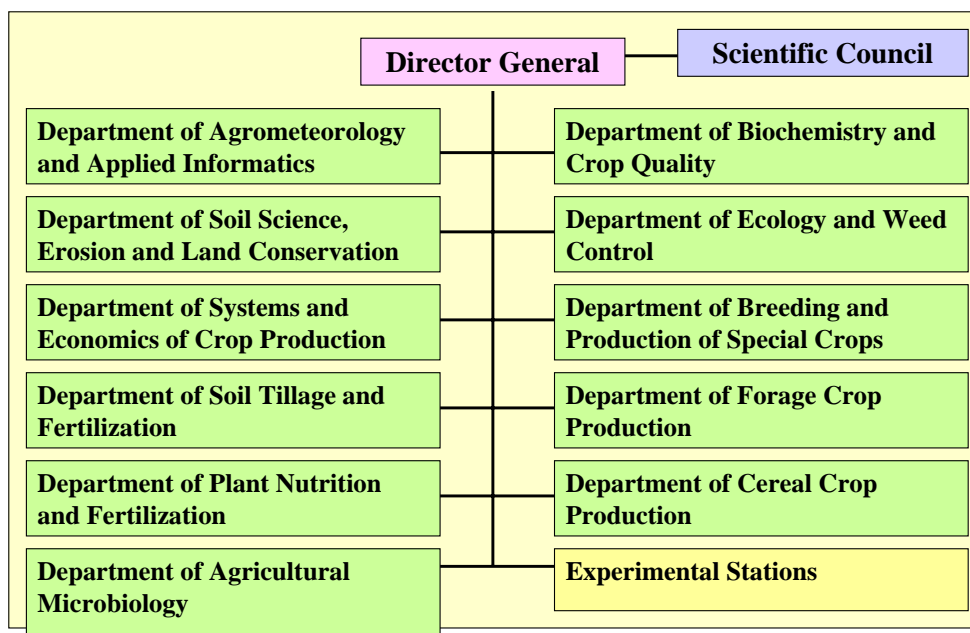 Director General
Scientific Council
Department of Agrometeorology
and Applied Informatics
Department of Biochemistry and
Crop Quality
Department of Soil Science,
Erosion and Land Conservation
Department of Ecology and Weed
Control
Department of Systems and
Economics of Crop Production
Department of Breeding and
Production of Special Crops
Department of Soil Tillage and
Fertilization
Department of Forage Crop
Production
Department of Plant Nutrition
and Fertilization
Department of Cereal Crop
Production
Department of Agricultural
Microbiology
Experimental Stations